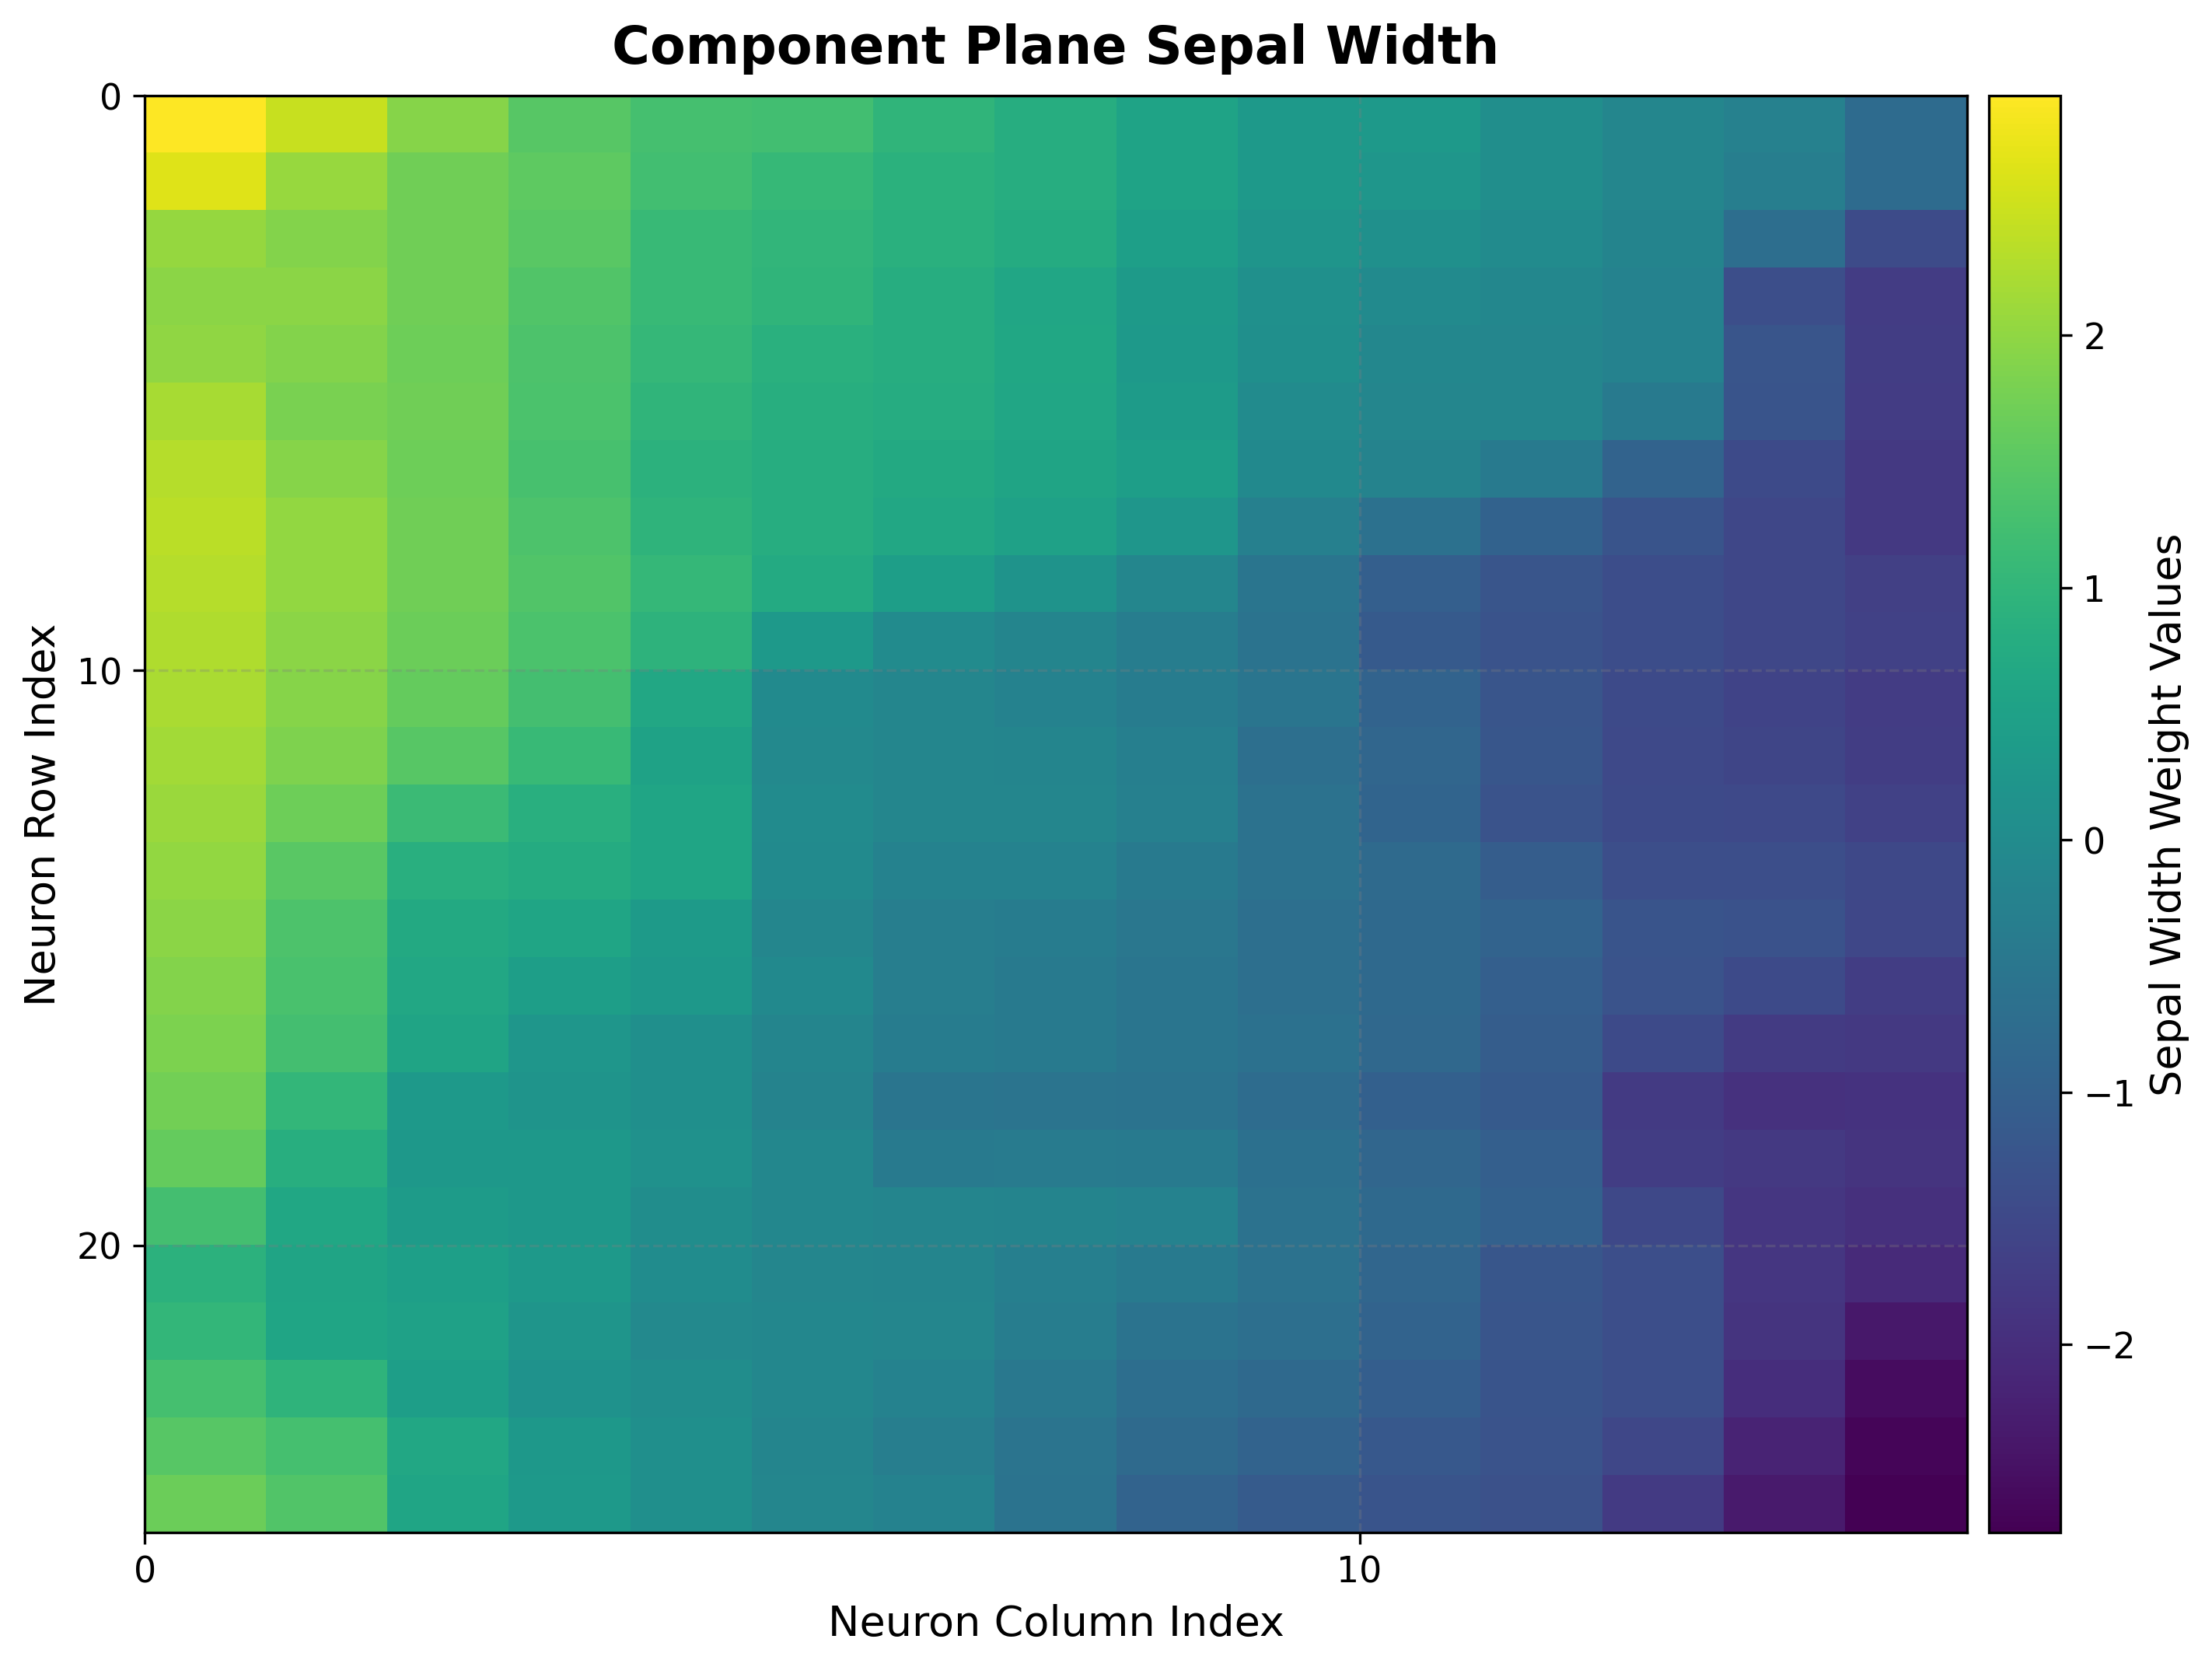 Component Plane Sepal Width
0
10
20
Neuron Row Index
0
10
Neuron Column Index
2
1
0
−1
−2
Sepal Width Weight Values